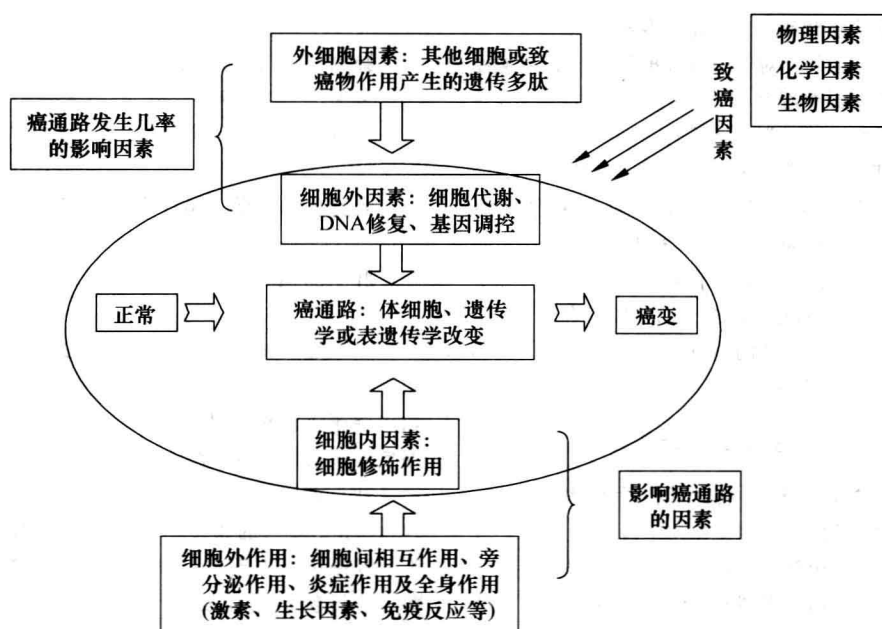 外细胞因素：其他细胞或致
癌物作用产生的遗传多肽
物理因素
化学因素
生物因素
致癌因素
癌通路发生几率
的影响因素
细胞外因素：细胞代谢、
DNA修复、基因调控
正常
癌通路：体细胞、遗传
学或表遗传学改变
癌变
细胞内因素：
细胞修饰作用
影响癌通路
的因素
细胞外作用：细胞间相互作用、旁
分泌作用、炎症作用及全身作用
(激素、生长因素、免疫反应等)